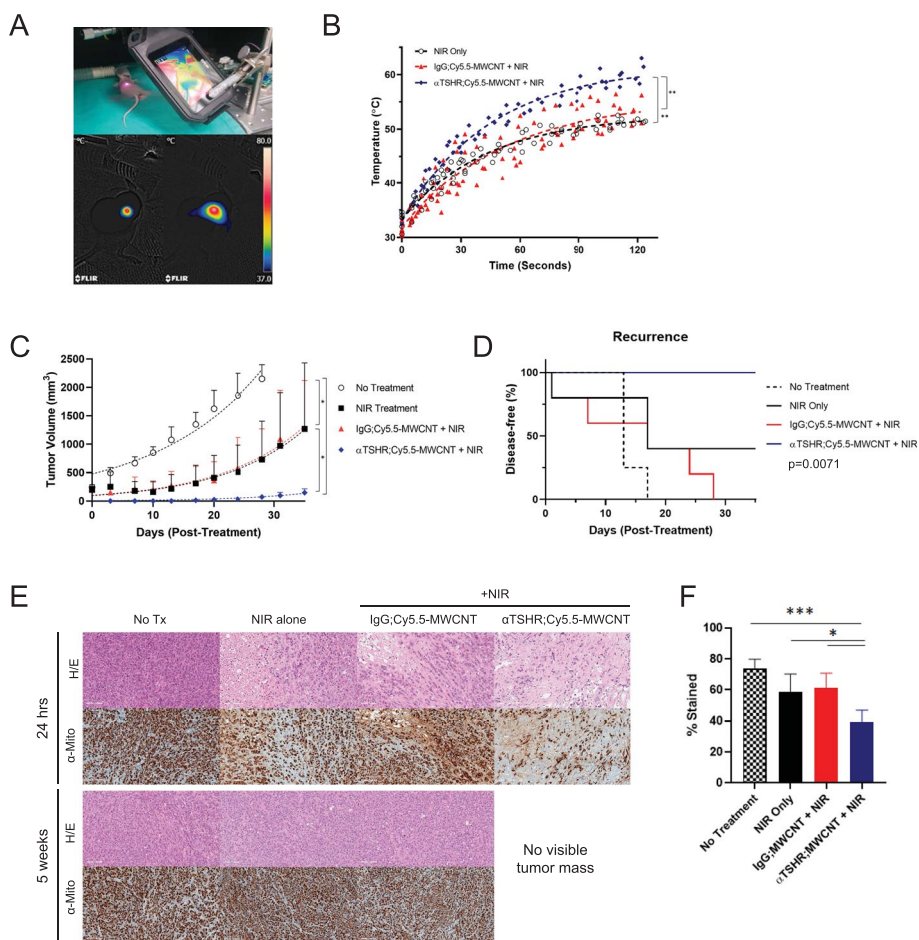 A
°C
°C
80.0
FLIR
FLIR
37.0
B
NIR Only
IgG;Cy5.5-MWCNT + NIR
αTSHR;Cy5.5-MWCNT + NIR
Temperature (°C)
60
50
40
30
**
**
0
30
60
90
120
Time (Seconds)
C
Tumor Volume (mm³)
2500
2000
1500
1000
500
0
0
10
20
30
Days (Post-Treatment)
*
*
No Treatment
NIR Treatment
IgG;Cy5.5-MWCNT + NIR
αTSHR;Cy5.5-MWCNT + NIR
D
Recurrence
Disease-free (%)
100
50
0
0
10
20
30
Days (Post-Treatment)
No Treatment
NIR Only
IgG;Cy5.5-MWCNT + NIR
αTSHR;Cy5.5-MWCNT + NIR
p=0.0071
E
+NIR
No Tx
NIR alone
IgG;Cy5.5-MWCNT
αTSHR;Cy5.5-MWCNT
24 hrs
H/E
α-Mito
5 weeks
H/E
α-Mito
No visible
tumor mass
F
***
*
% Stained
100
80
60
40
20
0
No Treatment
NIR Only
IgG;MWCNT + NIR
αTSHR;MWCNT + NIR